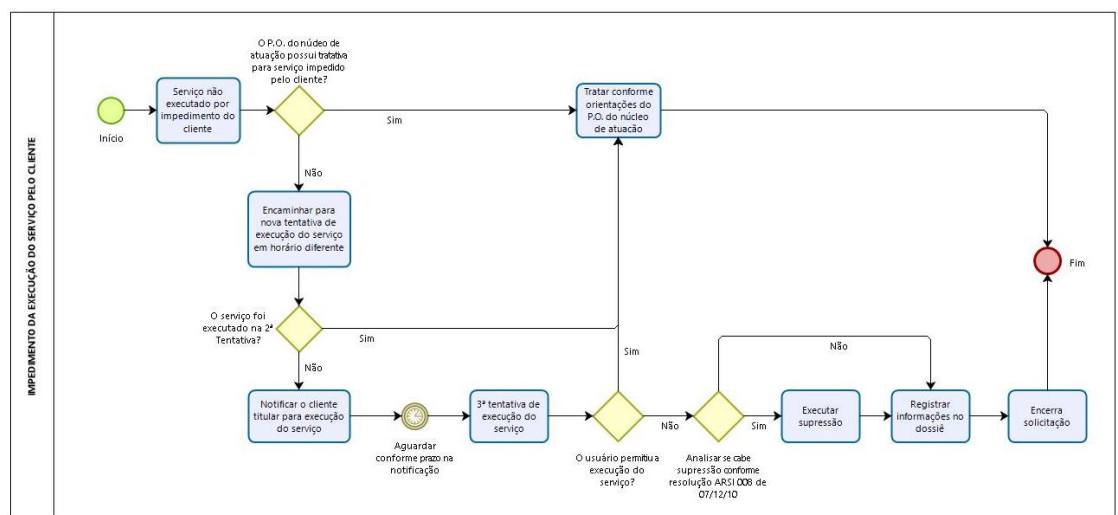 IMPEDIMENTO DA EXECUÇÃO DO SERVIÇO PELO CLIENTE
Início
Serviço não
executado por
impedimento do
cliente
O P.O. do núdeo de
atuação possui tratativa
para serviço impedido
pelo cliente?
Sim
Tratar conforme
orientações do
P.O. do núcleo
de atuacão
Não
Encaminhar para
nova tentativa de
execução do serviço
em horário diferente
Fim
O serviço foi
executado na 2ª
Tentativa?
Sim
Não
Notificar o cliente
titular para execução
do serviço
Aguardar
conforme prazo na
notificação
3ª tentativa de
execução do
serviço
Sim
O usuário permitiu a
execução do
serviço?
Não
Analisar se cabe
supressão conforme
resolução ARSI 008 de
07/12/10
Não
Sim
Executar
supressão
Registrar
informações no
dossiê
Encerra
solicitação